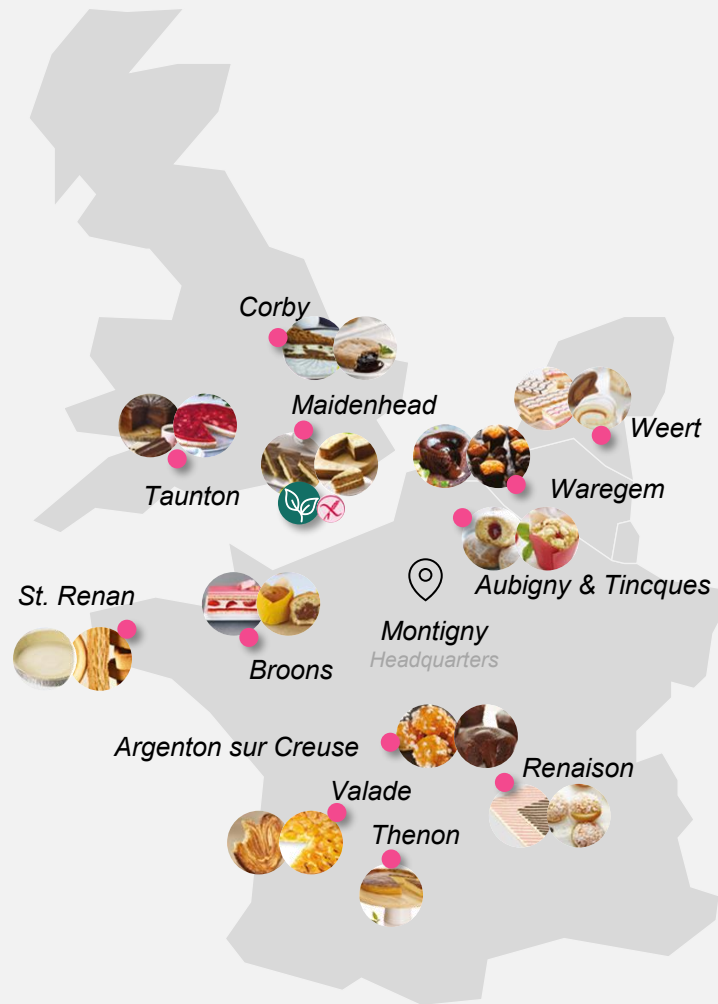 Corby
Maidenhead
Weert
Taunton
Waregem
Aubigny & Tincques
St. Renan
Montigny
Headquarters
Broons
Argenton sur Creuse
Renaison
Valade
Thenon